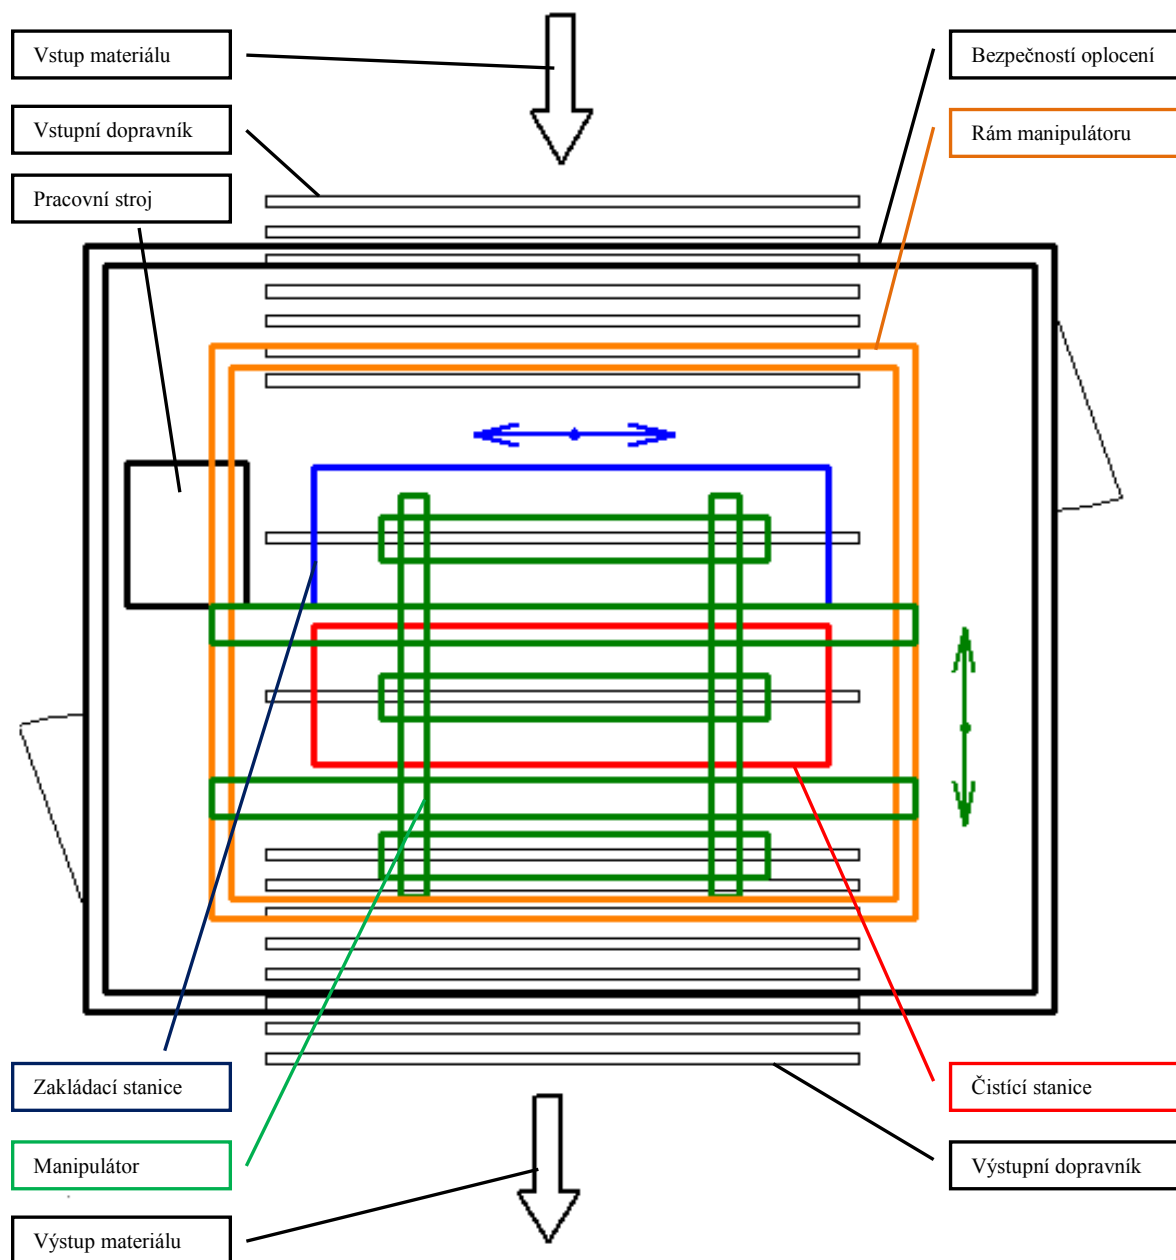 Vstup materiálu
Bezpečností oplocení
Vstupní dopravník
Rám manipulátoru
Pracovní stroj
Zakládací stanice
Čistící stanice
Manipulátor
Výstupní dopravník
Výstup materiálu